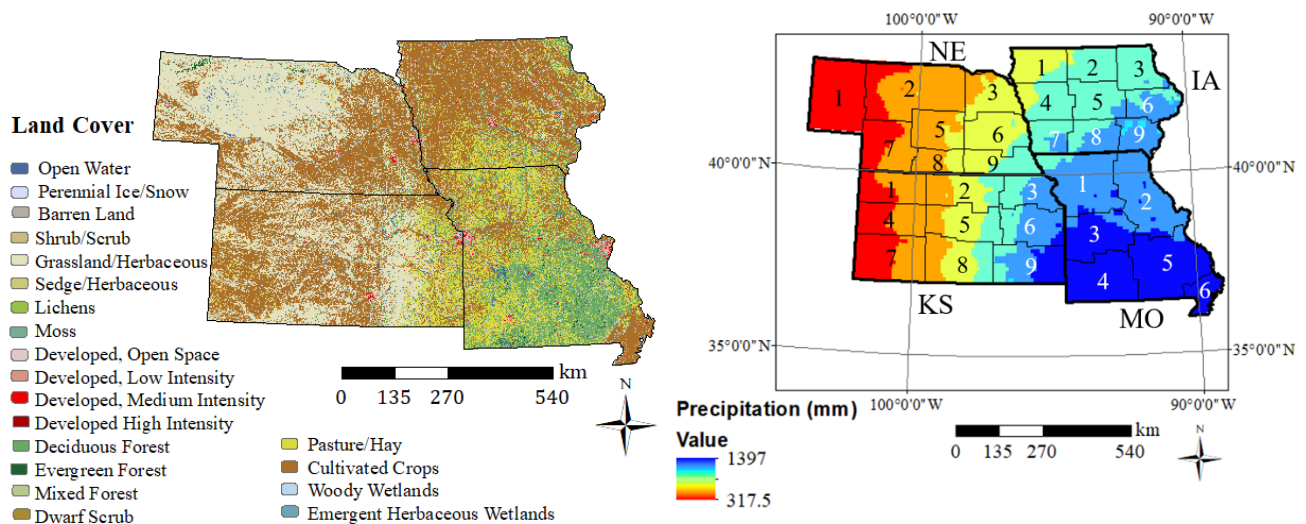 Land Cover
Open Water
Perennial Ice/Snow
Barren Land
Shrub/Scrub
Grassland/Herbaceous
Sedge/Herbaceous
Lichens
Moss
Developed, Open Space
Developed, Low Intensity
Developed, Medium Intensity
Developed High Intensity
Deciduous Forest
Evergreen Forest
Mixed Forest
Dwarf Scrub
Pasture/Hay
Cultivated Crops
Woody Wetlands
Emergent Herbaceous Wetlands
km
0 135 270 540
N
100°0'0"W 90°0'0"W
NE
IA
KS
MO
1 2 3
5 6
7 8 9
1 2 3
4 5 6
7 8 9
1 2 3
4 5 6
7 8 9
1 2
3
4 5
6
40°0'0"N 40°0'0"N
35°0'0"N 35°0'0"N
100°0'0"W 90°0'0"W
Precipitation (mm)
Value
1397
317.5
km
0 135 270 540
N